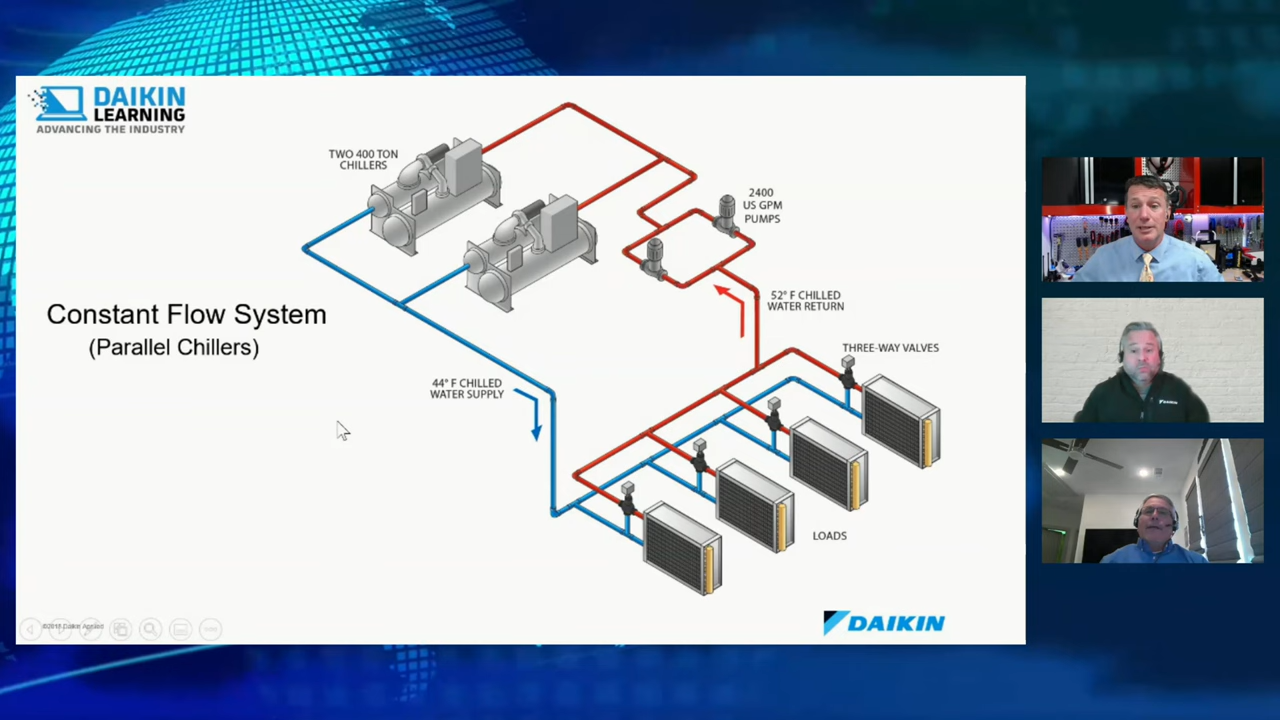 DAIKIN
LEARNING
ADVANCING THE INDUSTRY
TWO 400 TON
CHILLERS
2400
US GPM
PUMPS
52° F CHILLED
WATER RETURN
Constant Flow System
(Parallel Chillers)
THREE-WAY VALVES
44° F CHILLED
WATER SUPPLY
LOADS
DAIKIN